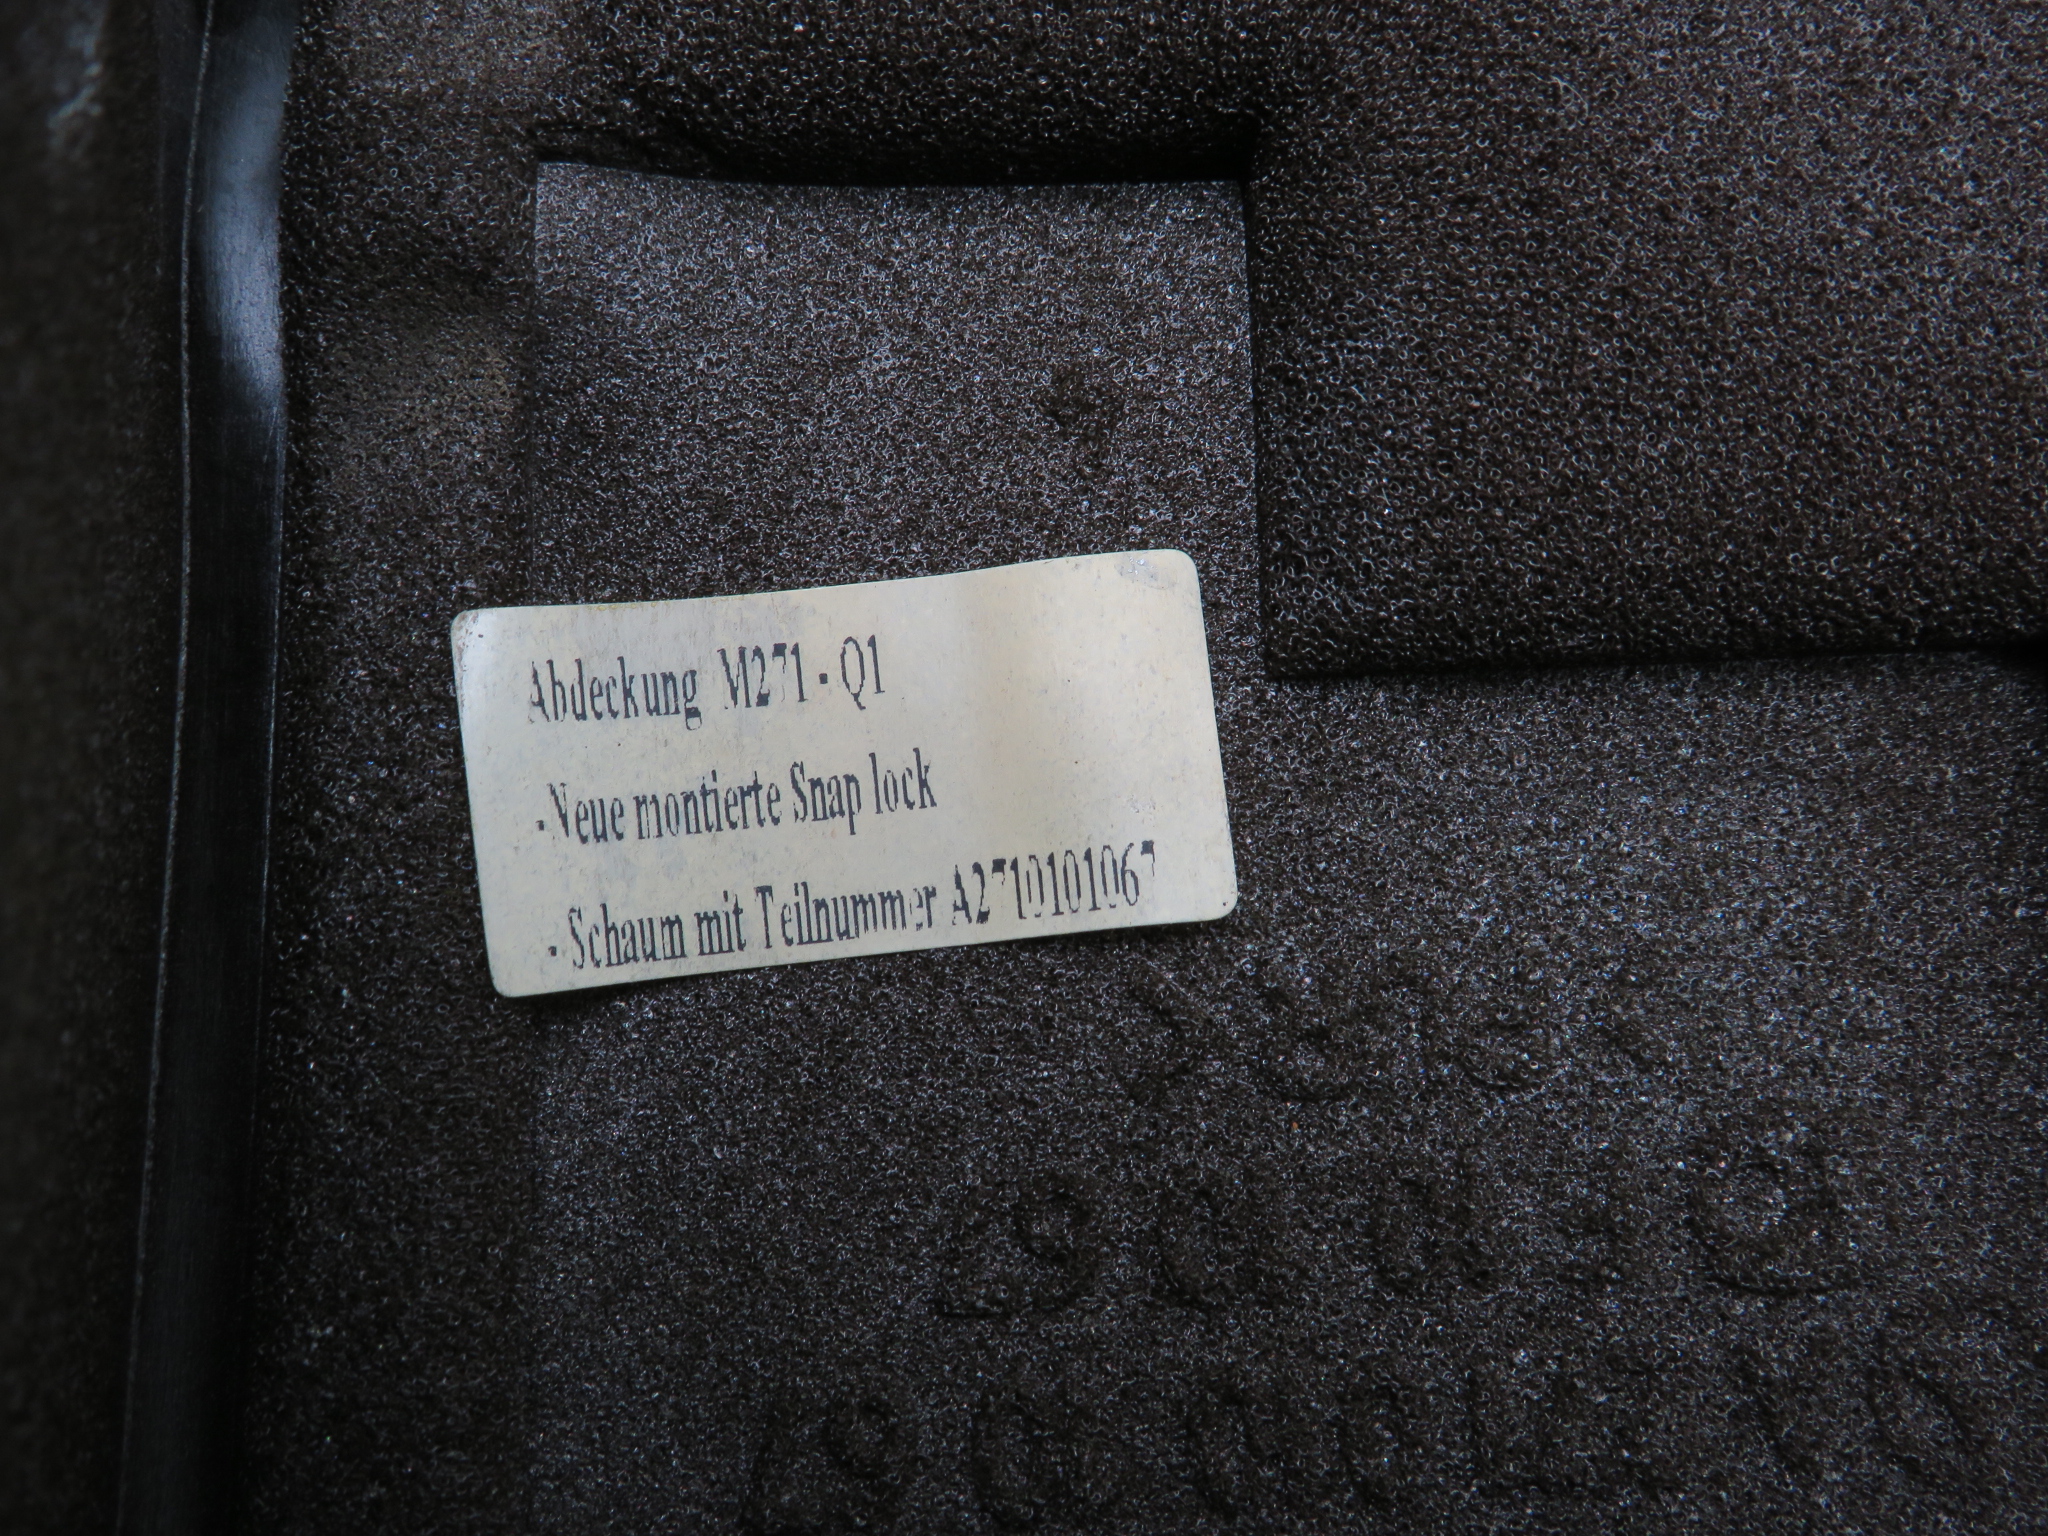 Abdeckung M271 - Q1
- Neue montierte Snap lock
- Schaum mit Teilnummer A2710101067